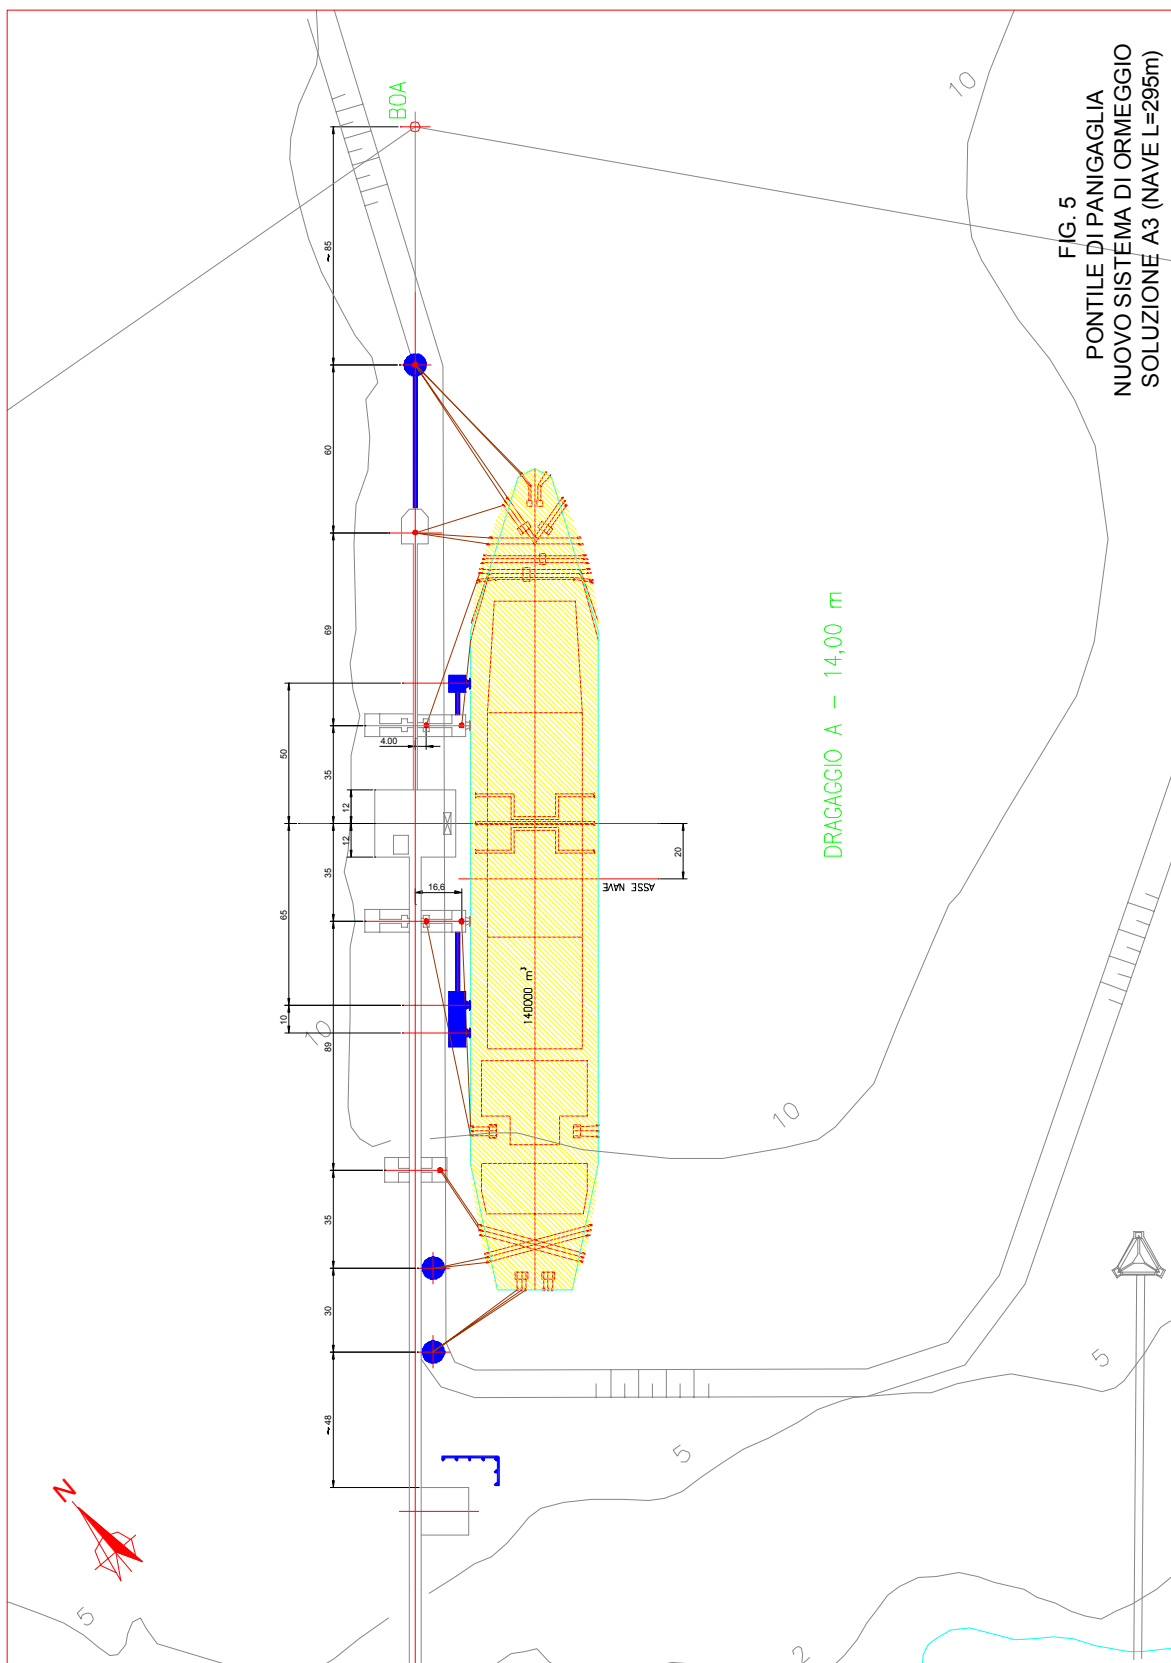 FIG. 5
PONTILE DI PANIGAGLIA
NUOVO SISTEMA DI ORMEGGIO
SOLUZIONE A3 (NAVE L=295m)
BOA
10
~85
60
69
50
4.00
35
12
12
35
20
ASSE NAVE
16,6
65
10
10
89
140000 m³
DRAGAGGIO A - 14,00 m
10
35
30
~48
5
5
N
5
2